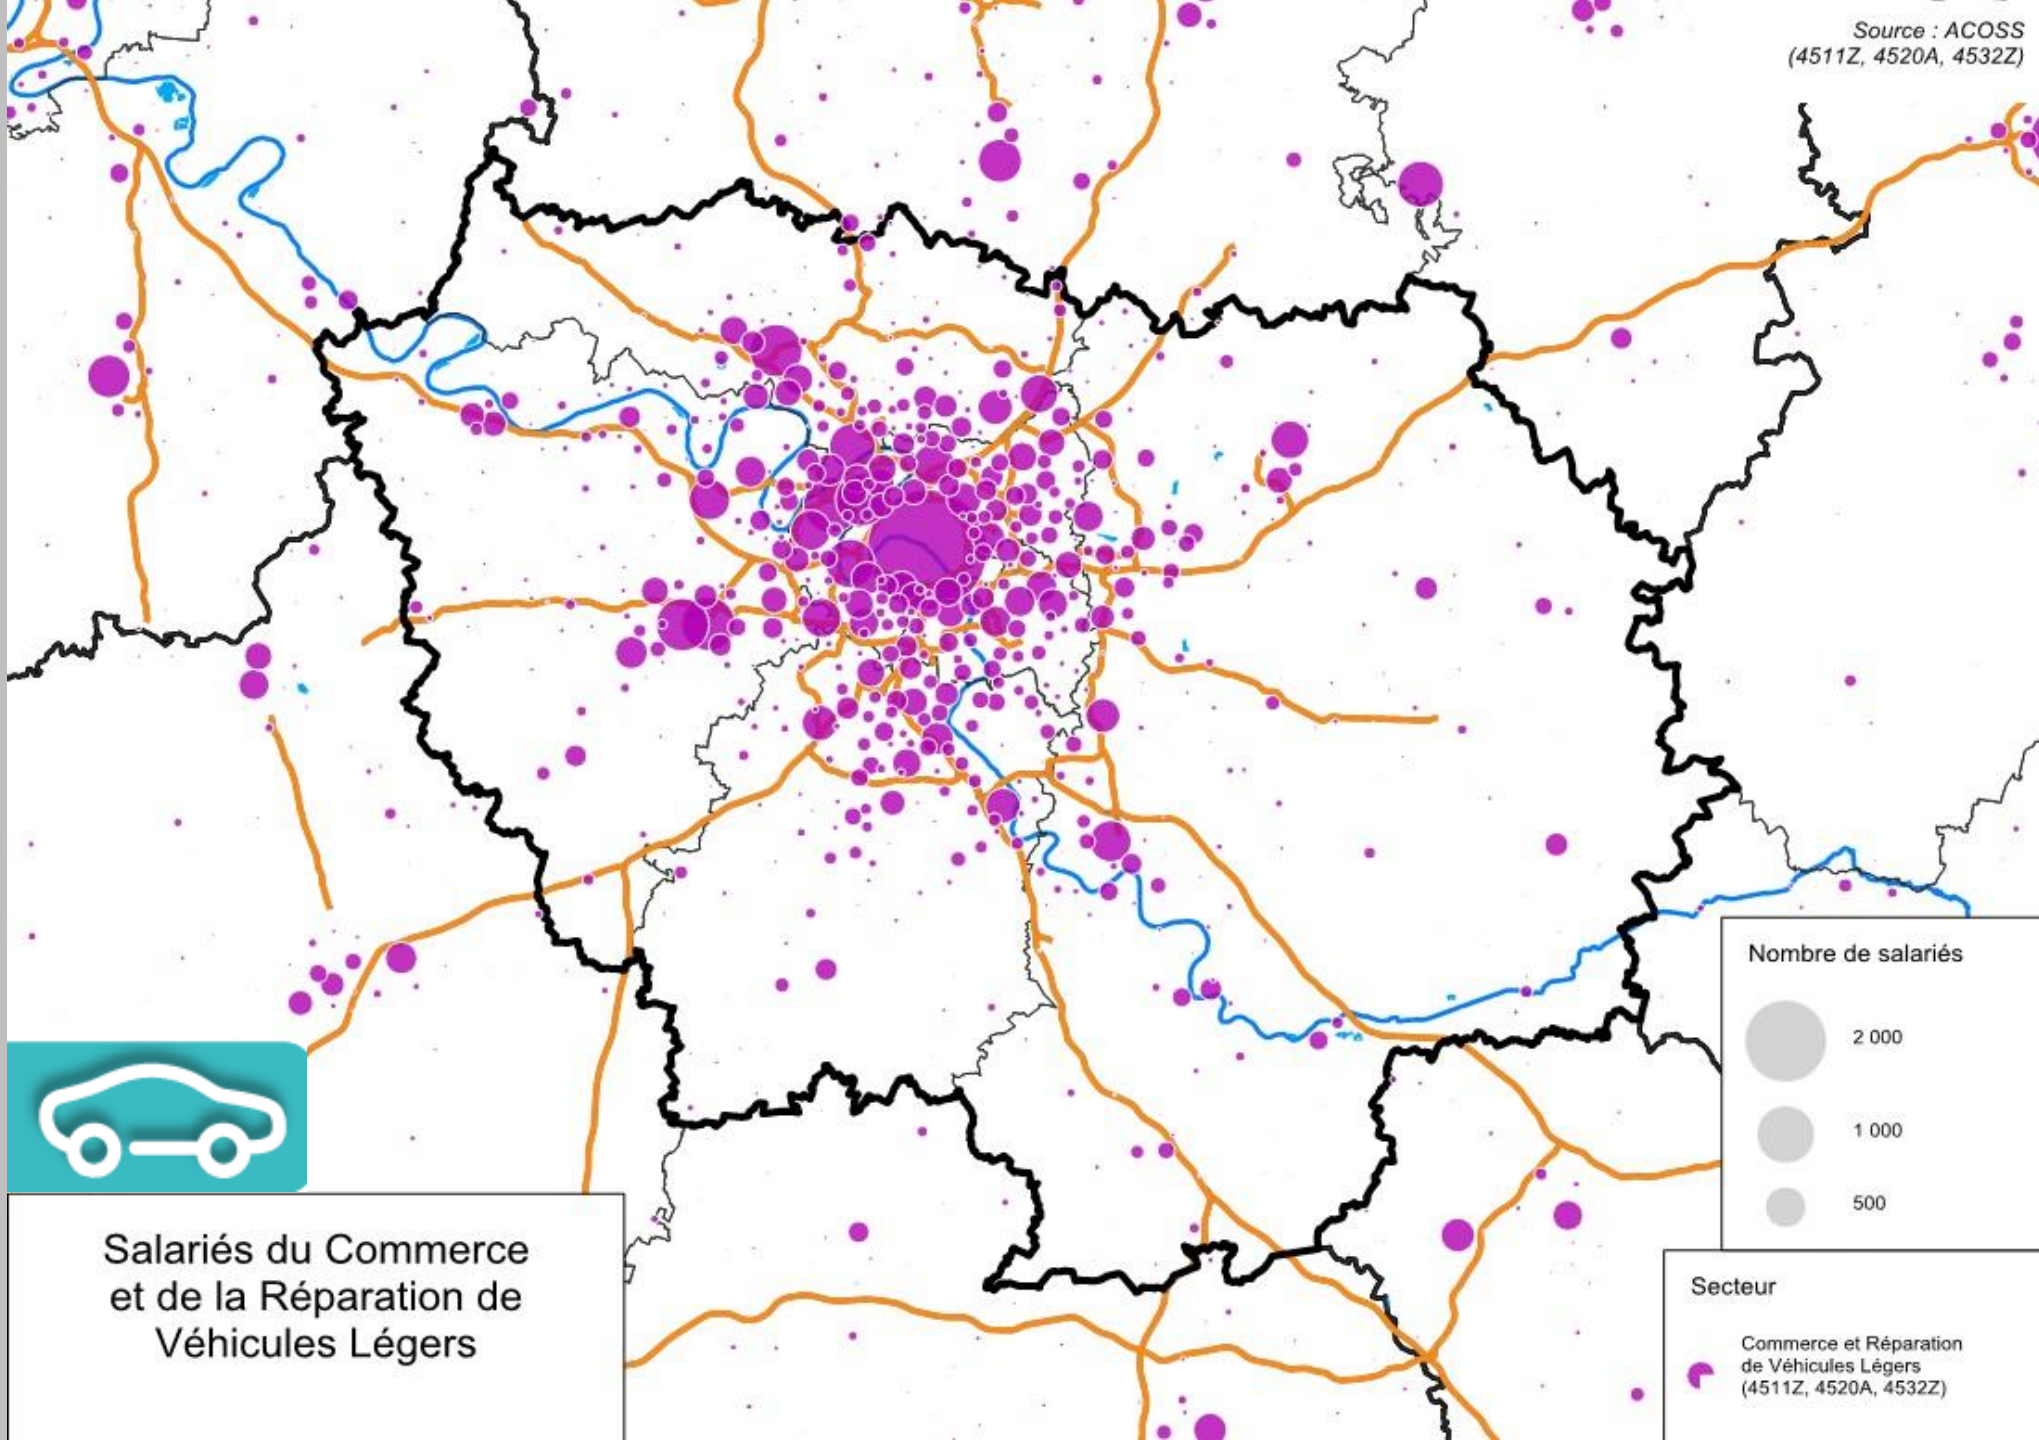 Source : ACOSS
(4511Z, 4520A, 4532Z)
Nombre de salariés
2 000
1 000
500
Secteur
Commerce et Réparation
de Véhicules Légers
(4511Z, 4520A, 4532Z)
Salariés du Commerce
et de la Réparation de
Véhicules Légers